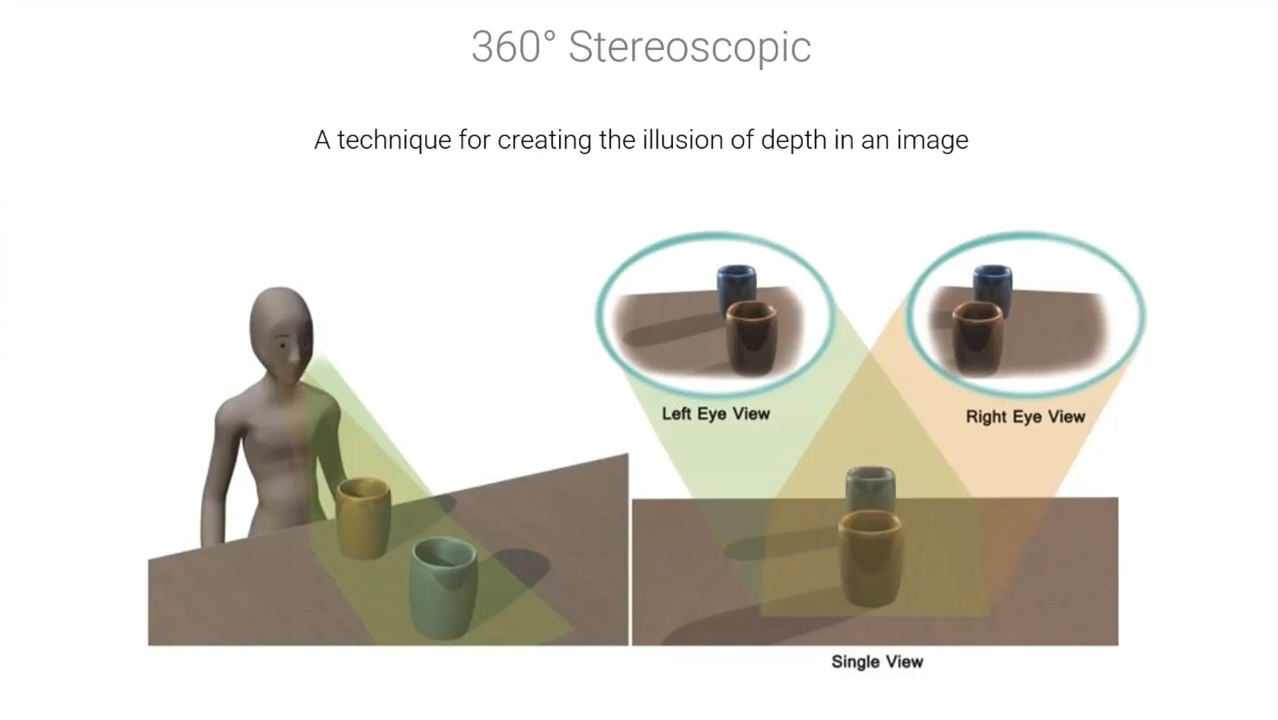 360° Stereoscopic
A technique for creating the illusion of depth in an image
Left Eye View
Right Eye View
Single View